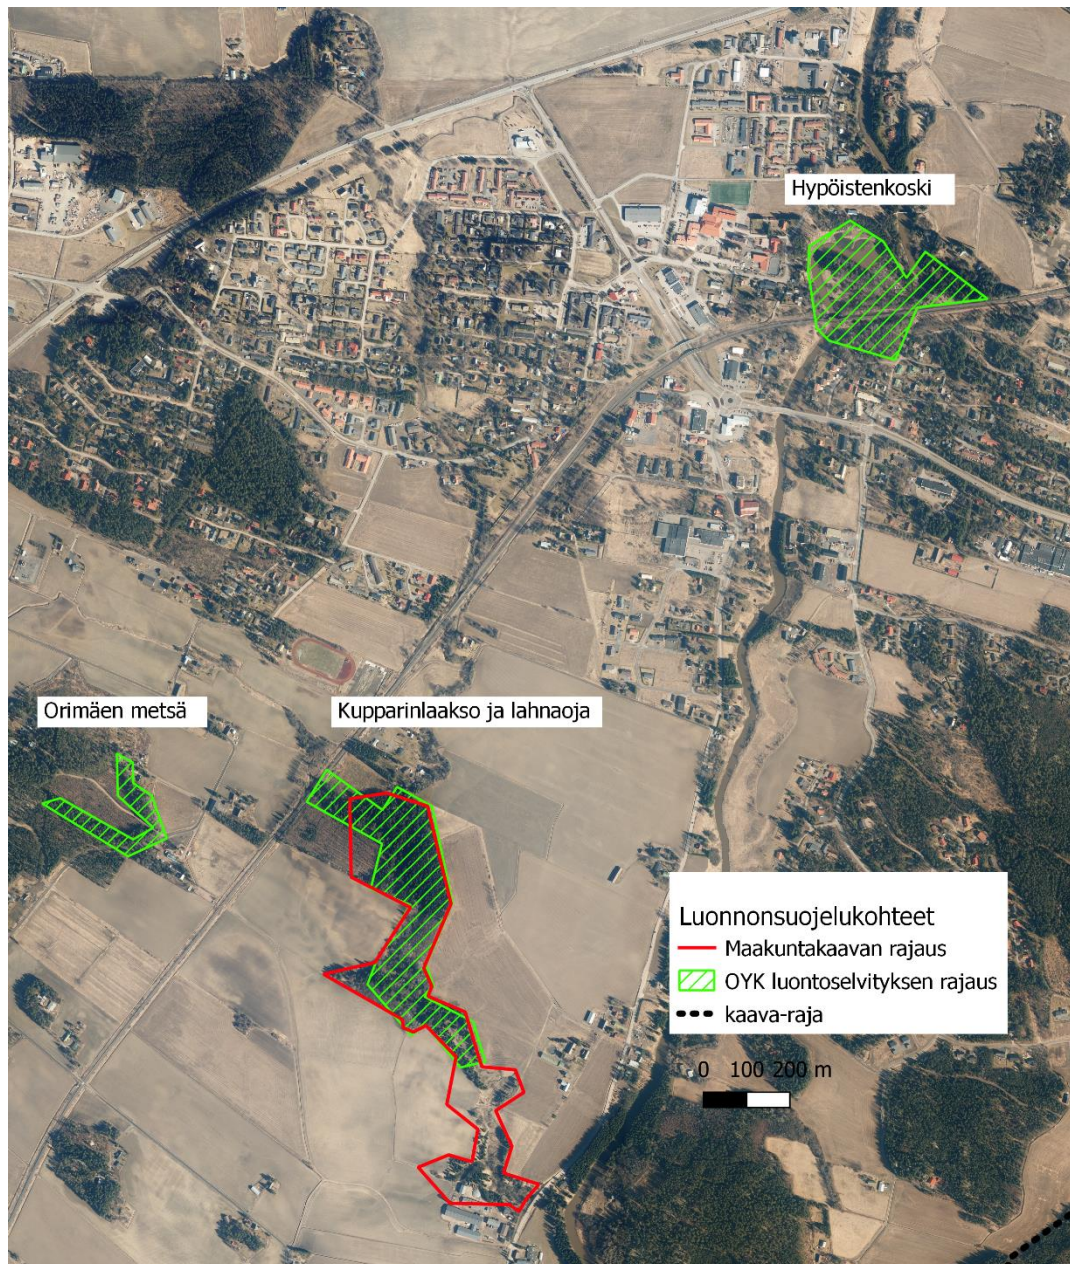 Hypöistenkoski
Orimäen metsä
Kupparinlaakso ja lahnaoja
Luonnonsuojelukohteet
Maakuntakaavan rajaus
OYK luontoselvityksen rajaus
kaava-raja
0 100 200 m